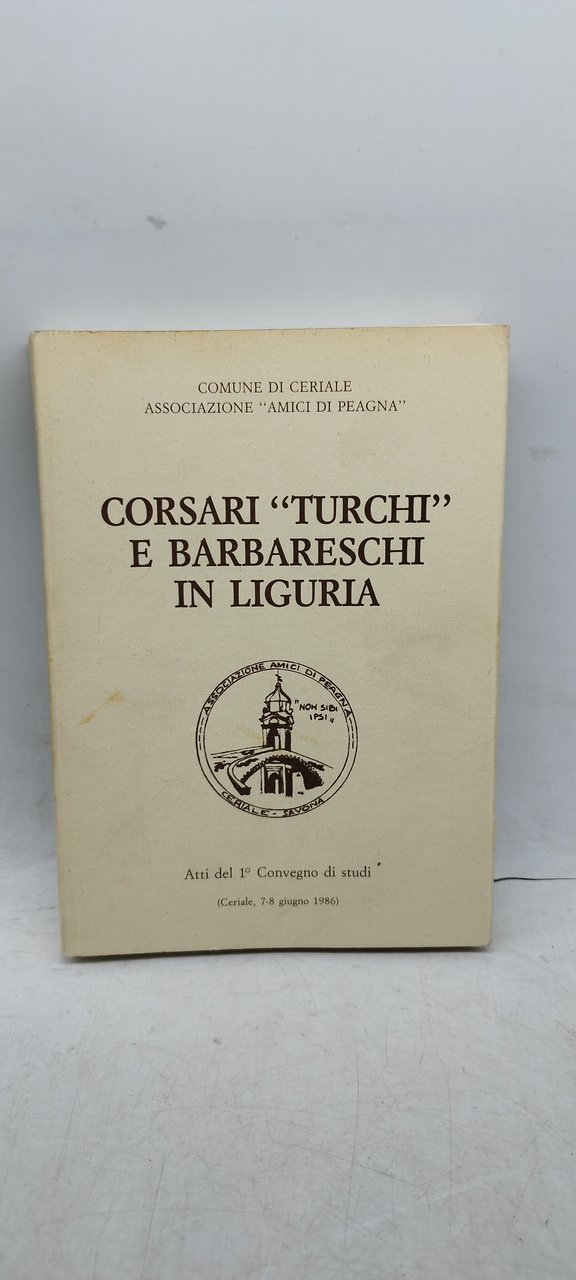 COMUNE DI CERIALE
ASSOCIAZIONE “AMICI DI PEAGNA”
CORSARI “TURCHI”
E BARBARESCHI
IN LIGURIA
ASSOCIAZIONE AMICI DI PEAGNA
"NON SIBI
IPSI"
CERIALE - SAVONA
Atti del 1° Convegno di studi
(Ceriale, 7-8 giugno 1986)